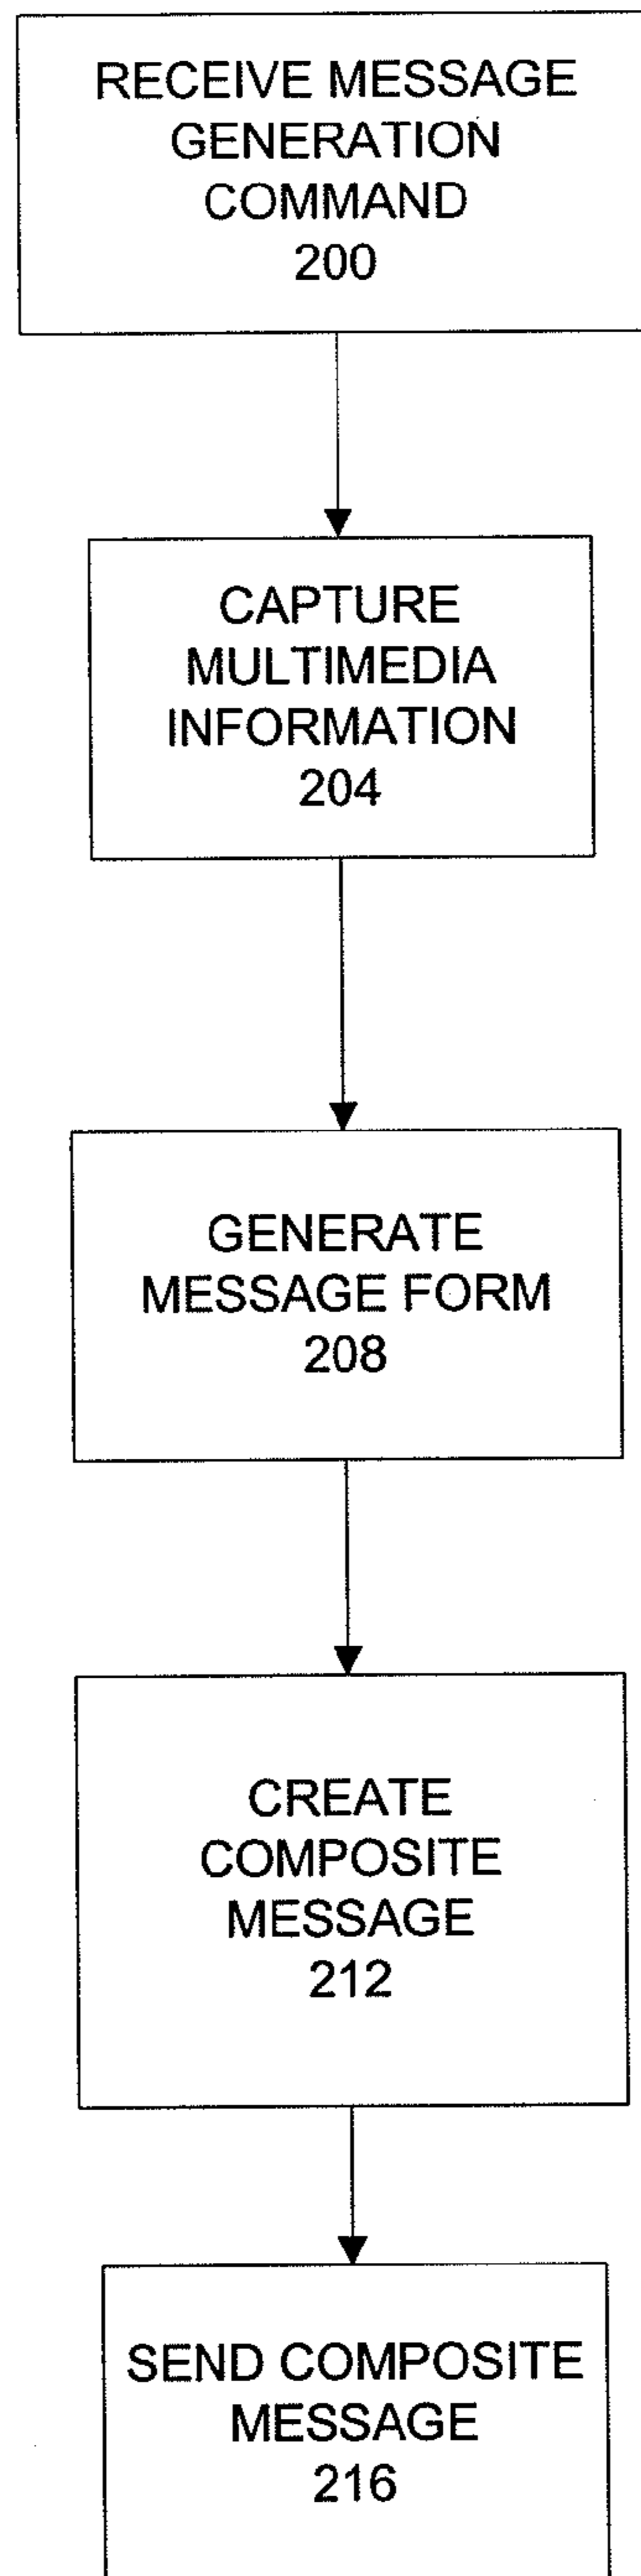 RECEIVE MESSAGE
GENERATION
COMMAND
200
CAPTURE
MULTIMEDIA
INFORMATION
204
GENERATE
MESSAGE FORM
208
CREATE
COMPOSITE
MESSAGE
212
SEND COMPOSITE
MESSAGE
216